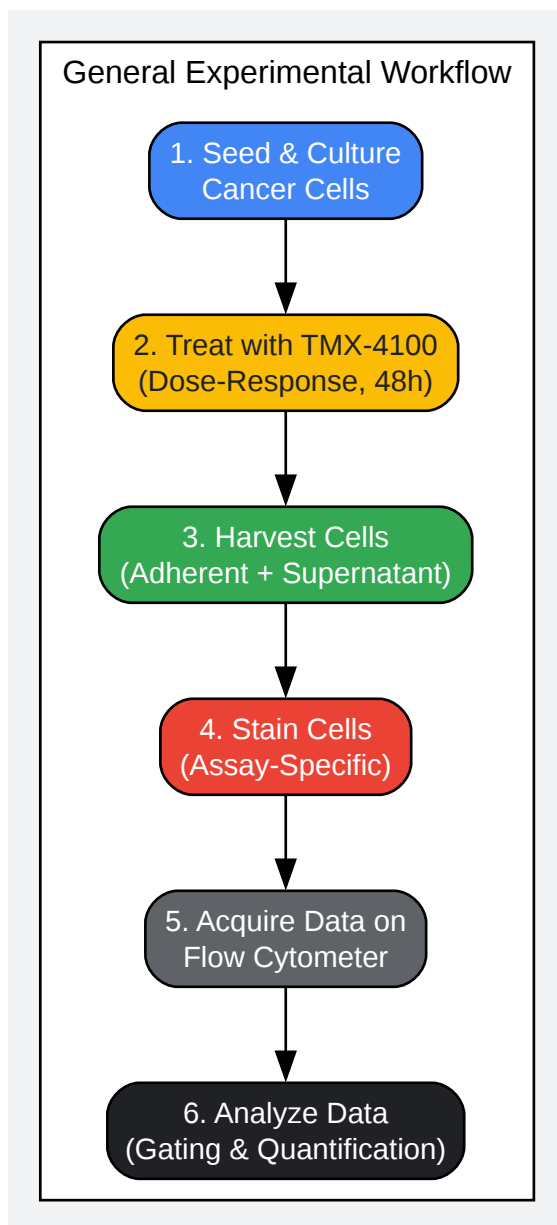 General Experimental Workflow
1. Seed & Culture
Cancer Cells
2. Treat with TMX-4100
(Dose-Response, 48h)
3. Harvest Cells
(Adherent + Supernatant)
4. Stain Cells
(Assay-Specific)
5. Acquire Data on
Flow Cytometer
6. Analyze Data
(Gating & Quantification)